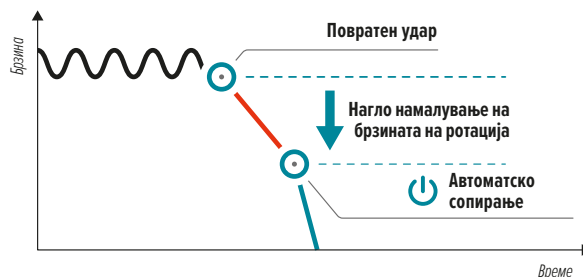 Брзина
Повратен удар
Нагло намалување на
брзината на ротација
Автоматско
сопирање
Време